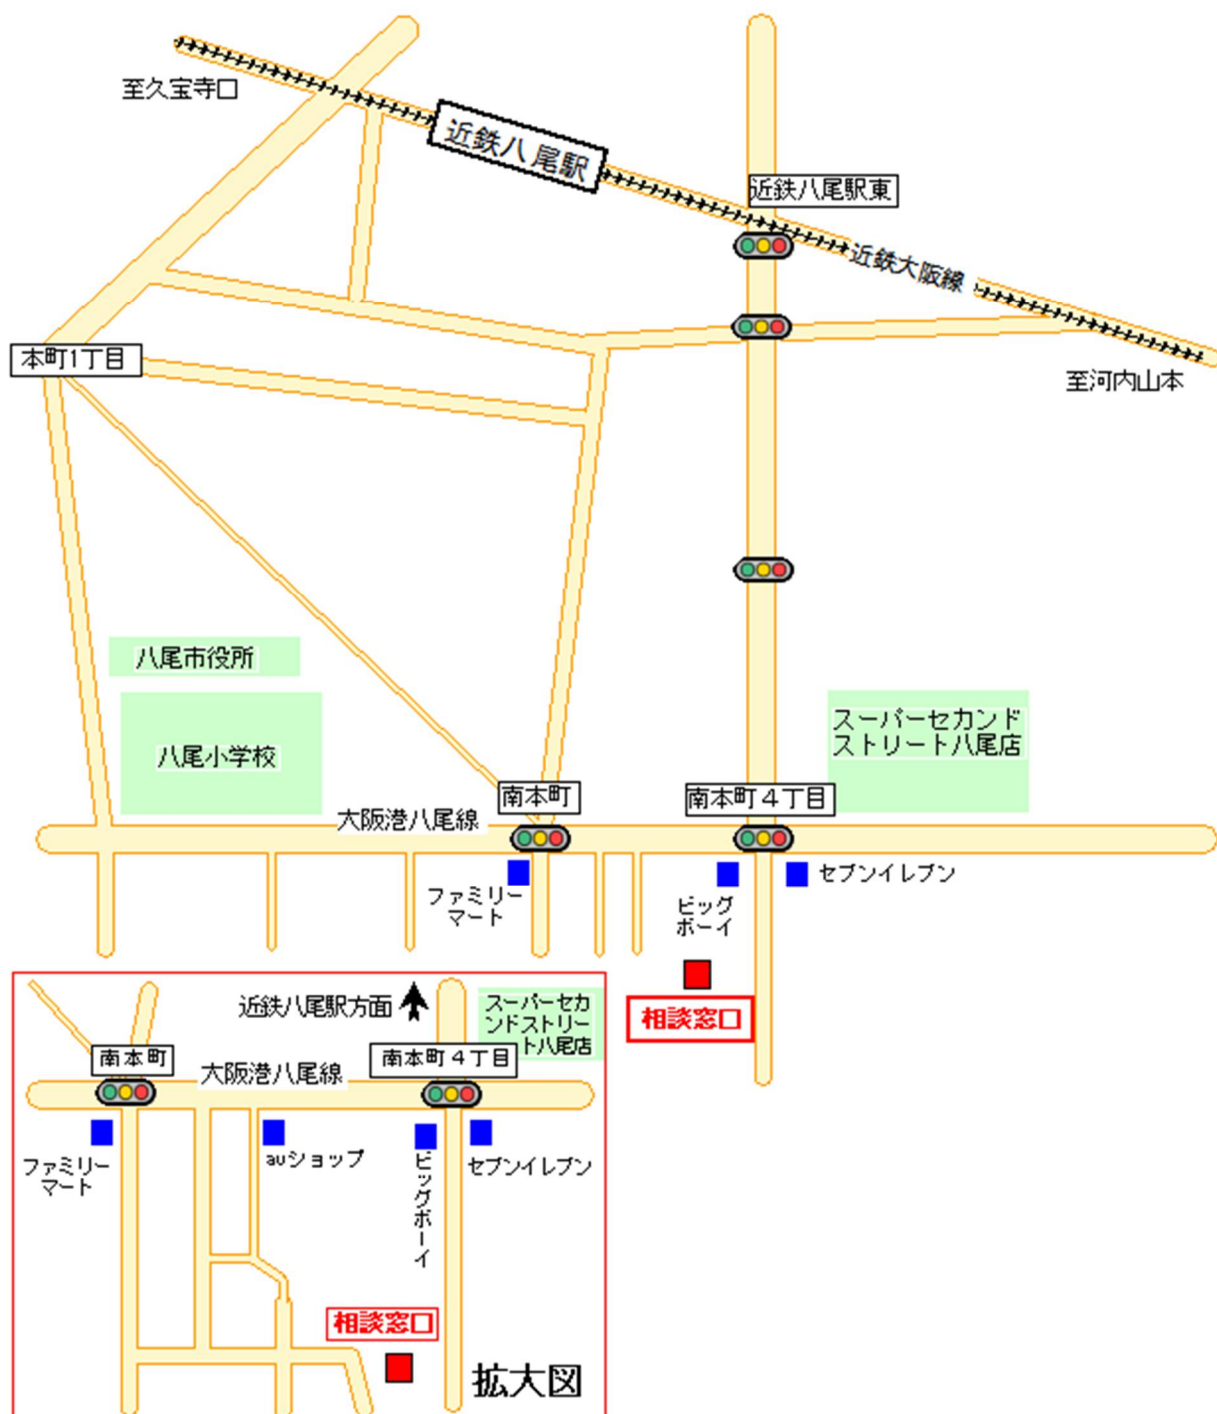 至久宝寺口
近鉄八尾駅
近鉄八尾駅東
近鉄大阪線
本町1丁目
至河内山本
八尾市役所
八尾小学校
スーパーセカンド
ストリート八尾店
南本町
南本町4丁目
大阪港八尾線
ファミリー
マート
ビッグ
ボーイ
セブンイレブン
相談窓口
近鉄八尾駅方面
スーパーセカ
ンドストリー
ト八尾店
南本町
南本町4丁目
大阪港八尾線
ファミリー
マート
auショップ
ビッグボーイ
セブンイレブン
相談窓口
拡大図